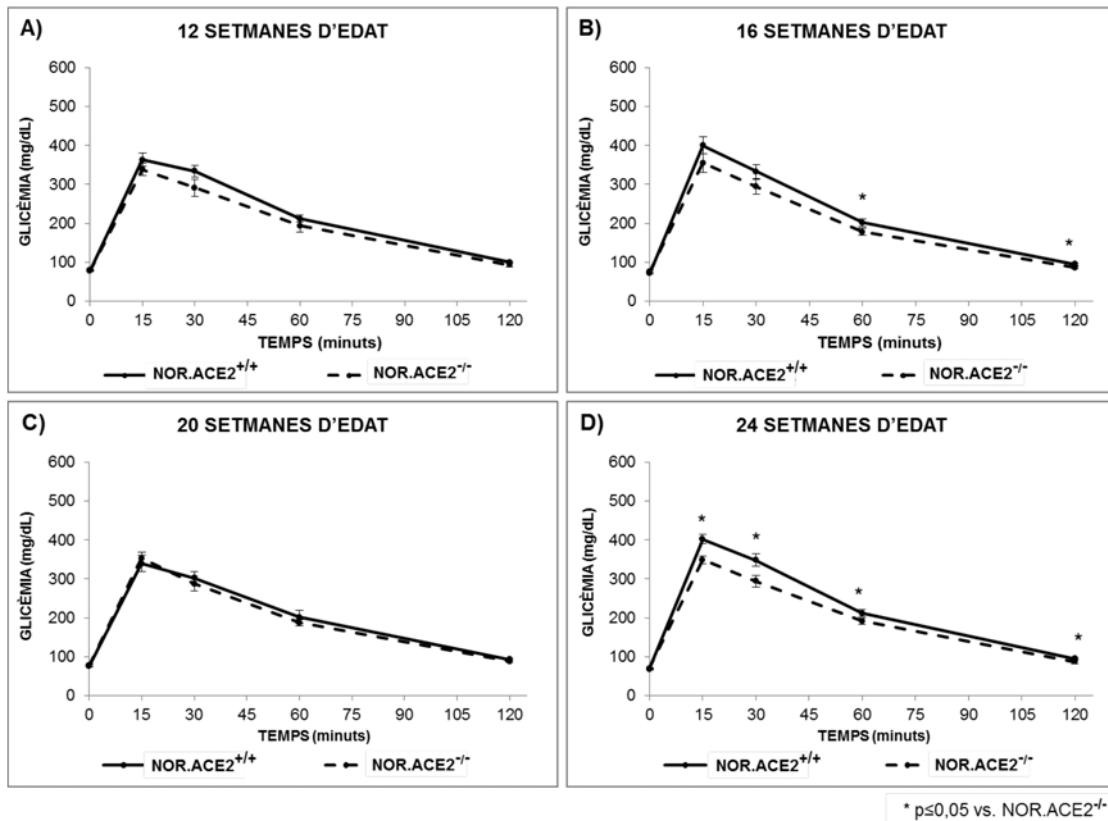 A)
12 SETMANES D'EDAT
GLICÈMIA (mg/dL)
600
500
400
300
200
100
0
0 15 30 45 60 75 90 105 120
TEMPS (minuts)
NOR.ACE2+/+ NOR.ACE2-/-
B)
16 SETMANES D'EDAT
GLICÈMIA (mg/dL)
600
500
400
300
200
100
0
*
*
0 15 30 45 60 75 90 105 120
TEMPS (minuts)
NOR.ACE2+/+ NOR.ACE2-/-
C)
20 SETMANES D'EDAT
GLICÈMIA (mg/dL)
600
500
400
300
200
100
0
0 15 30 45 60 75 90 105 120
TEMPS (minuts)
NOR.ACE2+/+ NOR.ACE2-/-
D)
24 SETMANES D'EDAT
GLICÈMIA (mg/dL)
600
500
400
300
200
100
0
*
*
*
*
0 15 30 45 60 75 90 105 120
TEMPS (minuts)
NOR.ACE2+/+ NOR.ACE2-/-
* p≤0,05 vs. NOR.ACE2-/-